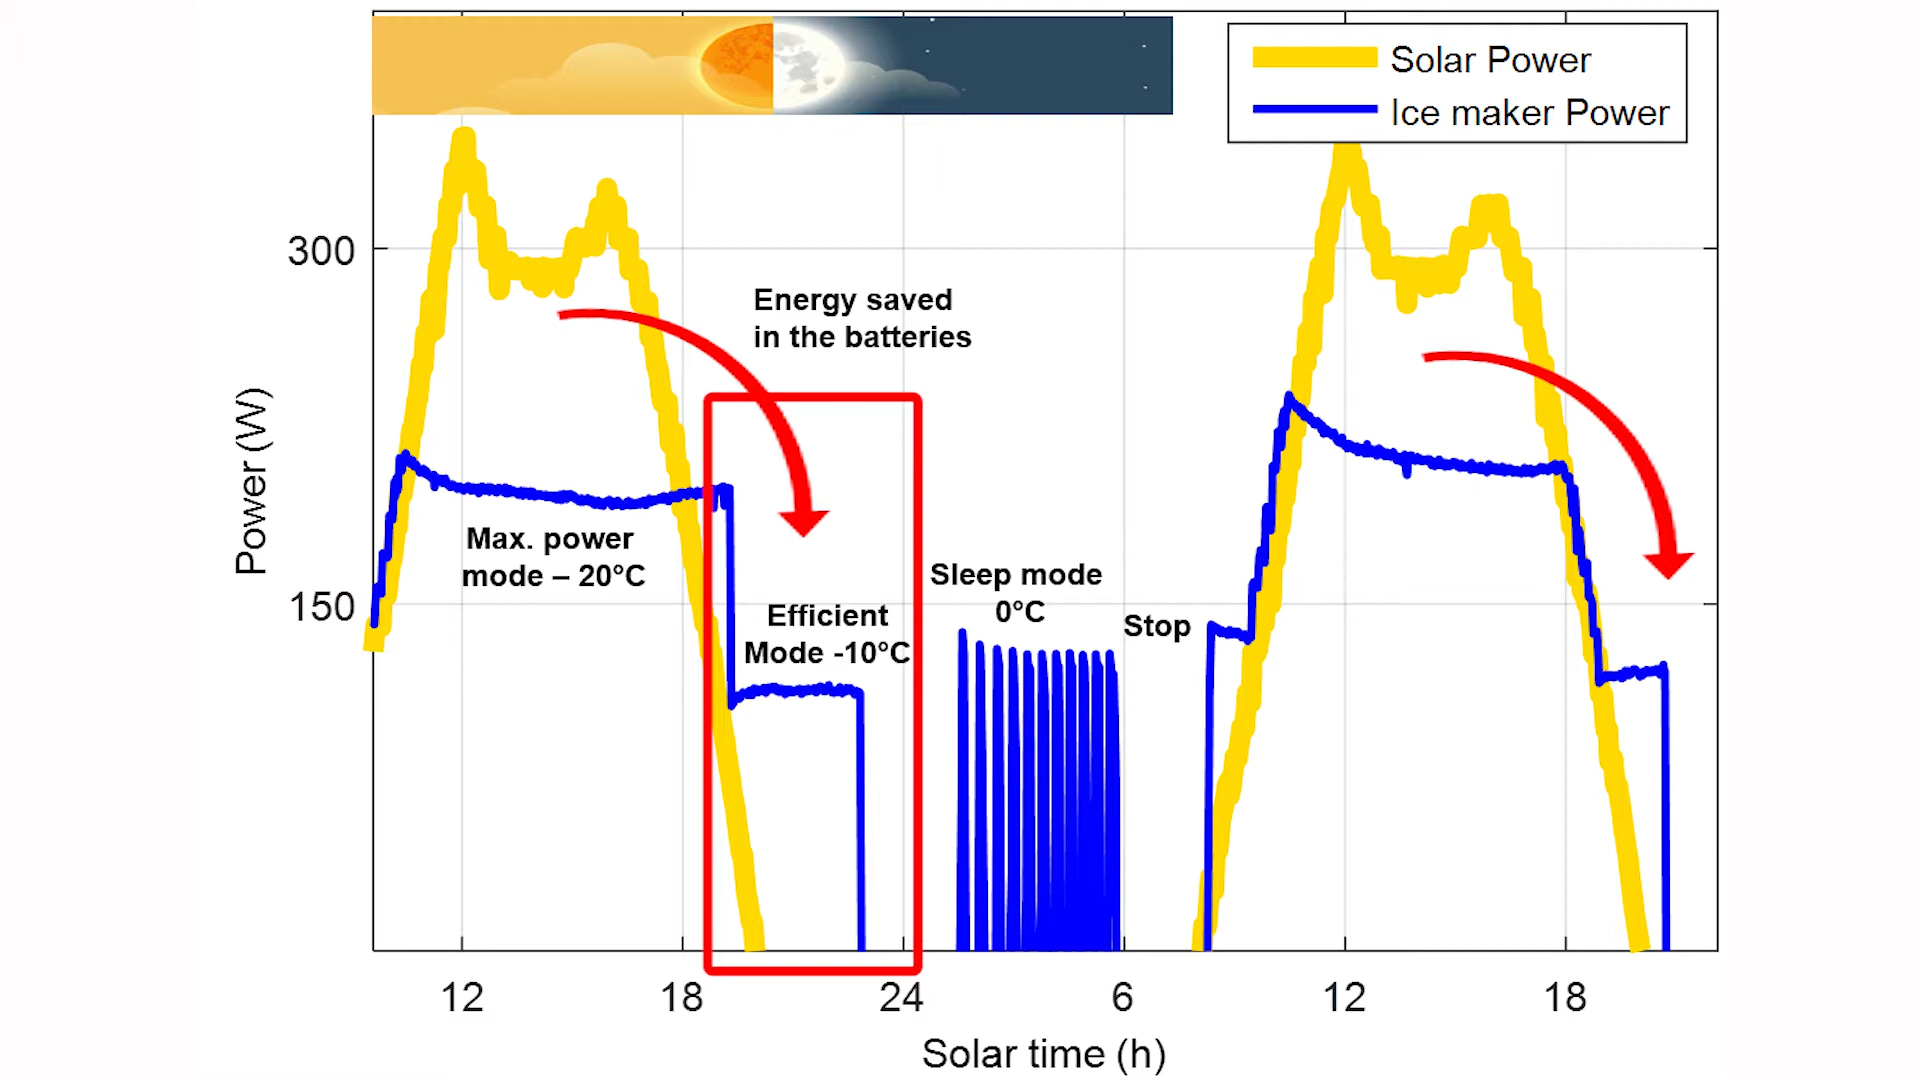 Solar Power
Ice maker Power
300
150
Power (W)
Energy saved
in the batteries
Max. power
mode – 20°C
Efficient
Mode -10°C
Sleep mode
0°C
Stop
12
18
24
6
12
18
Solar time (h)